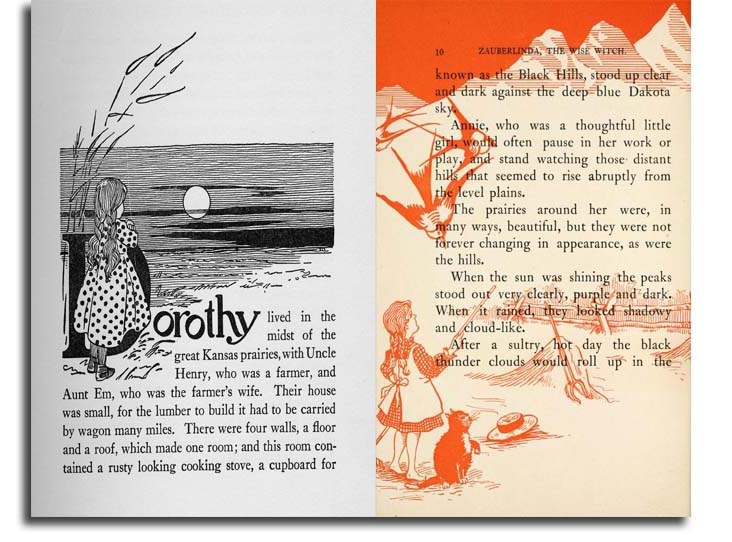 Dorothy lived in the
midst of the
great Kansas prairies, with Uncle
Henry, who was a farmer, and
Aunt Em, who was the farmer's wife. Their house
was small, for the lumber to build it had to be carried
by wagon many miles. There were four walls, a floor
and a roof, which made one room; and this room con-
tained a rusty looking cooking stove, a cupboard for
10 ZAUBERLINDA, THE WISE WITCH.
known as the Black Hills, stood up clear
and dark against the deep blue Dakota
sky.
Annie, who was a thoughtful little
girl, would often pause in her work or
play, and stand watching those distant
hills that seemed to rise abruptly from
the level plains.
The prairies around her were, in
many ways, beautiful, but they were not
forever changing in appearance, as were
the hills.
When the sun was shining the peaks
stood out very clearly, purple and dark.
When it rained, they looked shadowy
and cloud-like.
After a sultry, hot day the black
thunder clouds would roll up in the